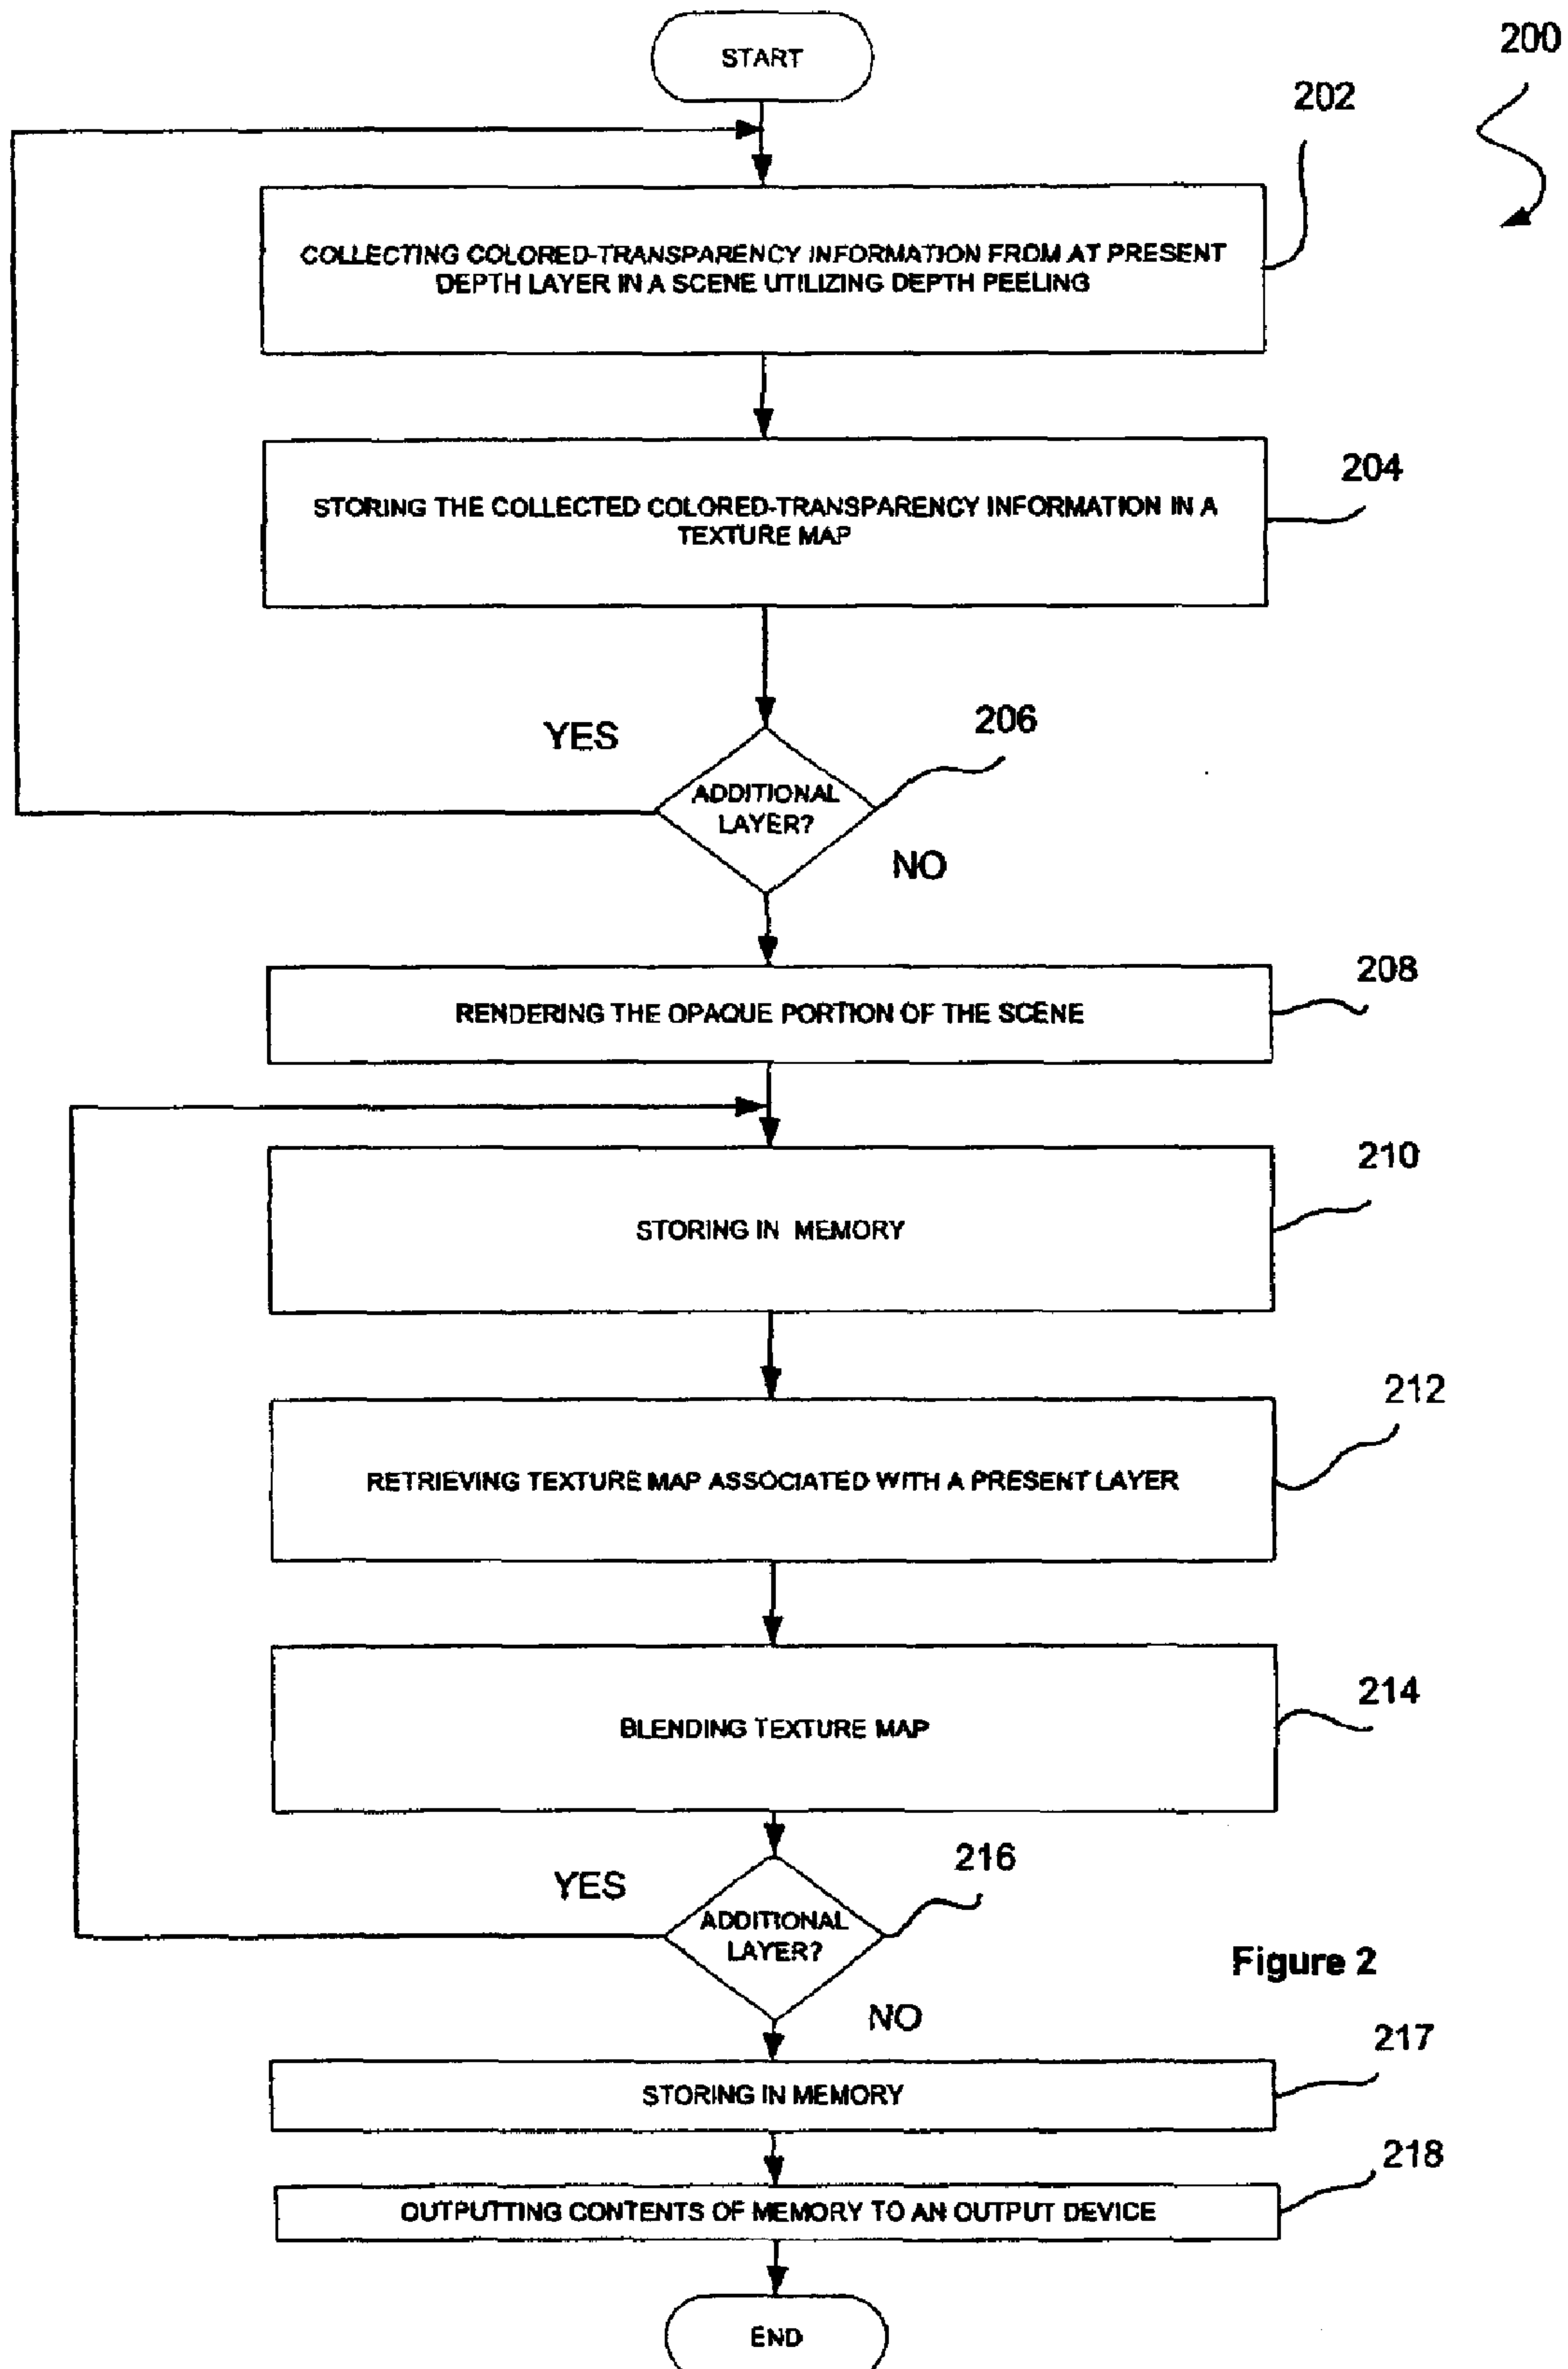 START
200
202
COLLECTING COLORED-TRANSPARENCY INFORMATION FROM AT PRESENT
DEPTH LAYER IN A SCENE UTILIZING DEPTH PEELING
204
STORING THE COLLECTED COLORED-TRANSPARENCY INFORMATION IN A
TEXTURE MAP
206
YES
ADDITIONAL
LAYER?
NO
208
RENDERING THE OPAQUE PORTION OF THE SCENE
210
STORING IN MEMORY
212
RETRIEVING TEXTURE MAP ASSOCIATED WITH A PRESENT LAYER
214
BLENDING TEXTURE MAP
216
YES
ADDITIONAL
LAYER?
Figure 2
NO
217
STORING IN MEMORY
218
OUTPUTTING CONTENTS OF MEMORY TO AN OUTPUT DEVICE
END